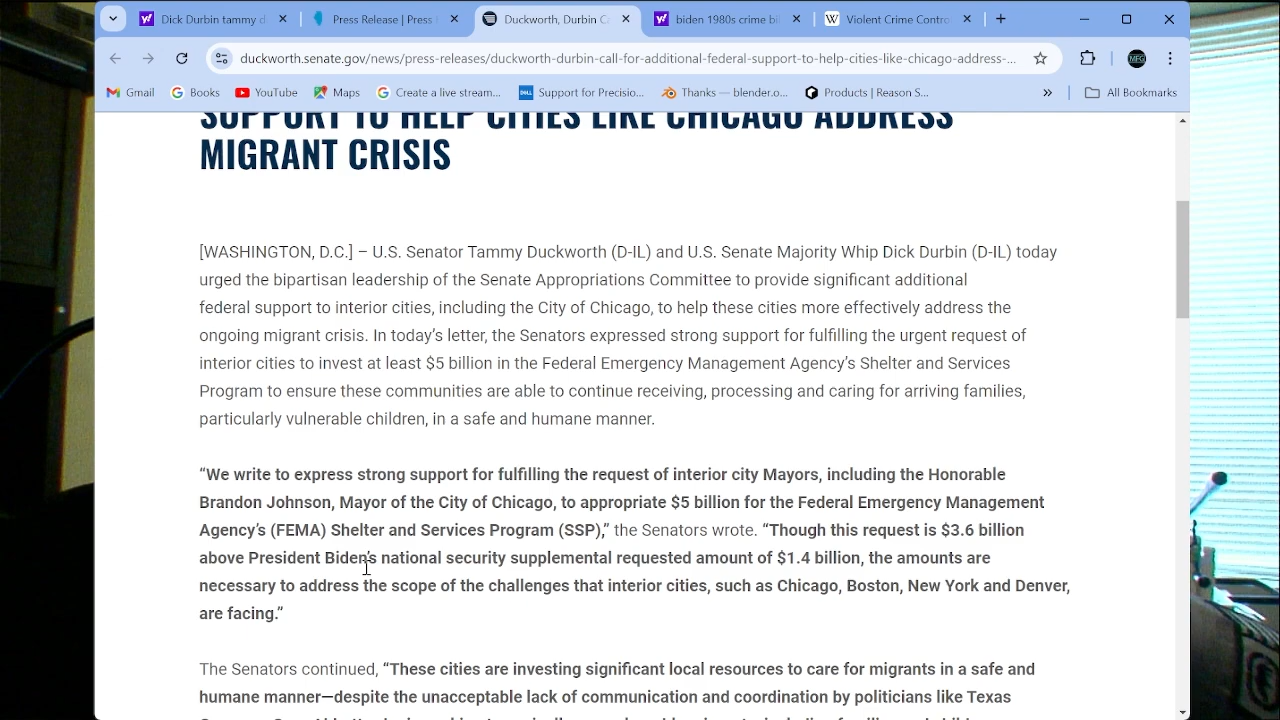 Dick Durbin tammy d
Press Release | Press
Duckworth, Durbin C
biden 1980s crime bi
Violent Crime Contro
duckworth.senate.gov/news/press-releases/
-to-help-cities-like-chicago-address-...
Gmail
Books
YouTube
Maps
Create a live stream...
Support for Precisio...
Thanks — blender.o...
Products | Reason S...
»
All Bookmarks
SUPPORT TO HELP CITIES LIKE CHICAGO ADDRESS
MIGRANT CRISIS
[WASHINGTON, D.C.] – U.S. Senator Tammy Duckworth (D-IL) and U.S. Senate Majority Whip Dick Durbin (D-IL) today
urged the bipartisan leadership of the Senate Appropriations Committee to provide significant additional
federal support to interior cities, including the City of Chicago, to help these cities more effectively address the
ongoing migrant crisis. In today’s letter, the Senators expressed strong support for fulfilling the urgent request of
interior cities to invest at least $5 billion in the Federal Emergency Management Agency’s Shelter and Services
Program to ensure these communities are able to continue receiving, processing and caring for arriving families,
particularly vulnerable children, in a safe and humane manner.
“We write to express strong support for fulfilling the request of interior city Mayors, including the Honorable
Brandon Johnson, Mayor of the City of Chicago, to appropriate $5 billion for the Federal Emergency Management
Agency’s (FEMA) Shelter and Services Program (SSP),” the Senators wrote. “Though this request is $3.6 billion
above President Biden’s national security supplemental requested amount of $1.4 billion, the amounts are
necessary to address the scope of the challenges that interior cities, such as Chicago, Boston, New York and Denver,
are facing.”
The Senators continued, “These cities are investing significant local resources to care for migrants in a safe and
humane manner—despite the unacceptable lack of communication and coordination by politicians like Texas